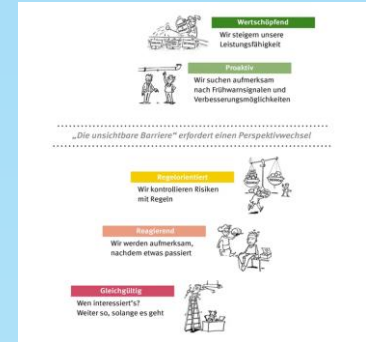 Wertschöpfend
Wir steigern unsere
Leistungsfähigkeit
Proaktiv
Wir suchen aufmerksam
nach Frühwarnsignalen und
Verbesserungsmöglichkeiten
„Die unsichtbare Barriere“ erfordert einen Perspektivwechsel
Regelorientiert
Wir kontrollieren Risiken
mit Regeln
Reagierend
Wir werden aufmerksam,
nachdem etwas passiert
Gleichgültig
Wen interessiert's?
Weiter so, solange es geht